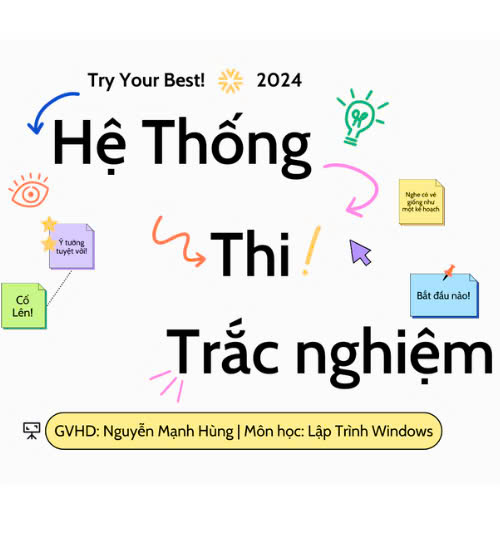 Try Your Best! 2024
Hệ Thống
Nghe có vẻ
giống như
một kế hoạch
Ý tưởng
tuyệt vời!
Thi !
Cố
Lên!
Bắt đầu nào!
Trắc nghiệm
GVHD: Nguyễn Mạnh Hùng | Môn học: Lập Trình Windows